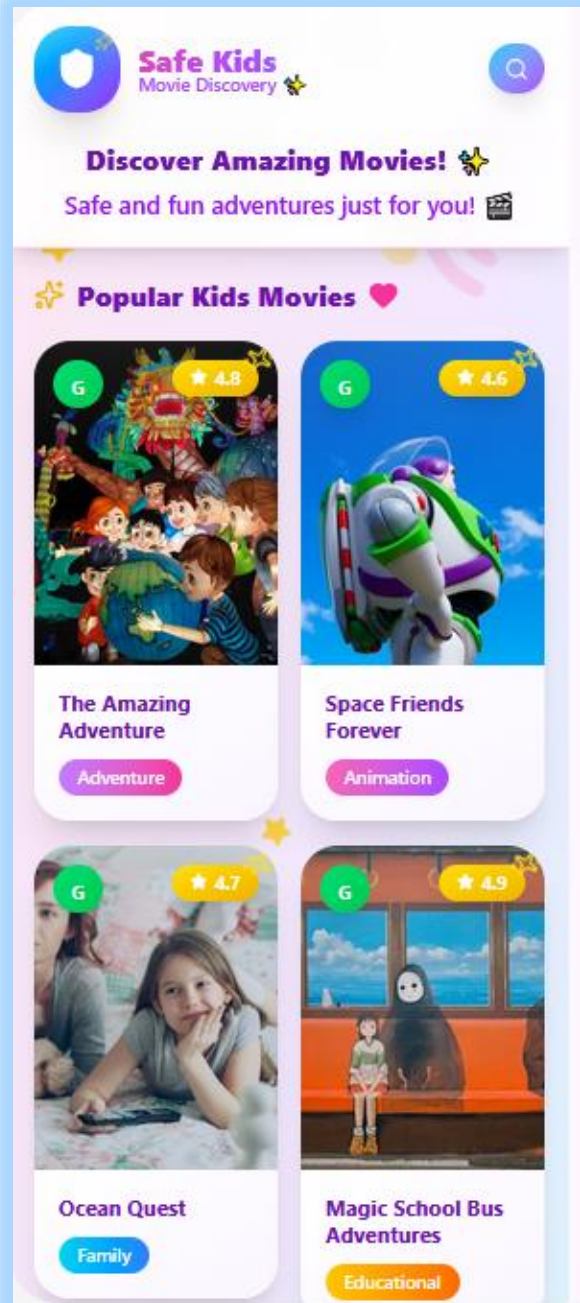 Safe Kids
Movie Discovery ✨
Discover Amazing Movies! ✨
Safe and fun adventures just for you! 🎬
Popular Kids Movies
G
4.8
The Amazing
Adventure
Adventure
G
4.6
Space Friends
Forever
Animation
G
4.7
Ocean Quest
Family
G
4.9
Magic School Bus
Adventures
Educational